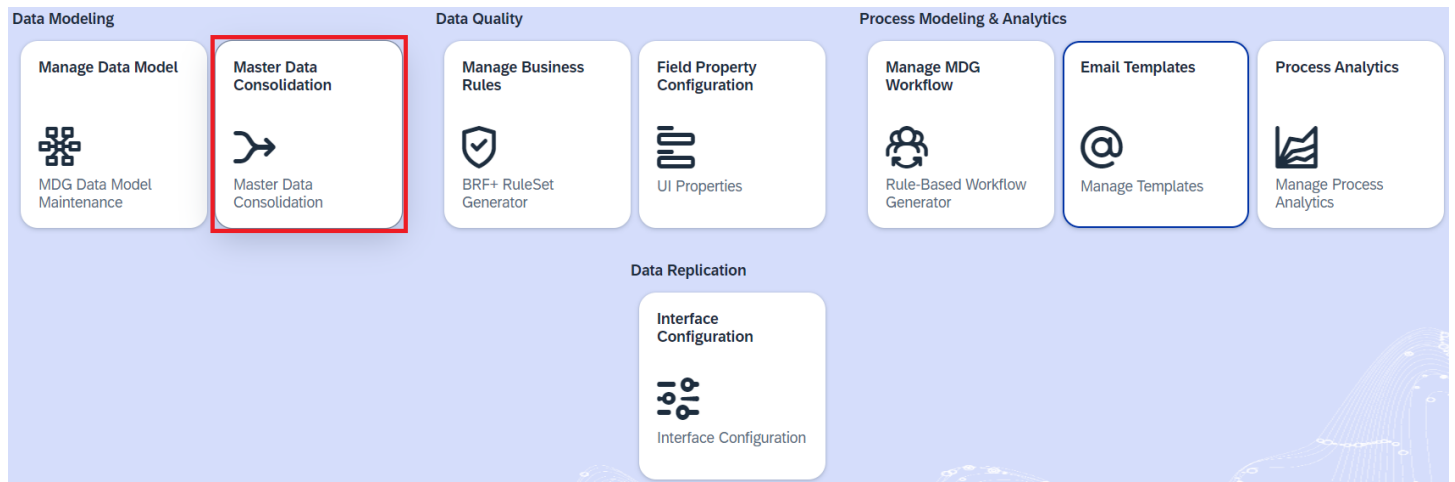 Data Modeling
Data Quality
Process Modeling & Analytics
Manage Data Model
MDG Data Model
Maintenance
Master Data
Consolidation
Master Data
Consolidation
Manage Business
Rules
BRF+ RuleSet
Generator
Field Property
Configuration
UI Properties
Manage MDG
Workflow
Rule-Based Workflow
Generator
Email Templates
Manage Templates
Process Analytics
Manage Process
Analytics
Data Replication
Interface
Configuration
Interface Configuration